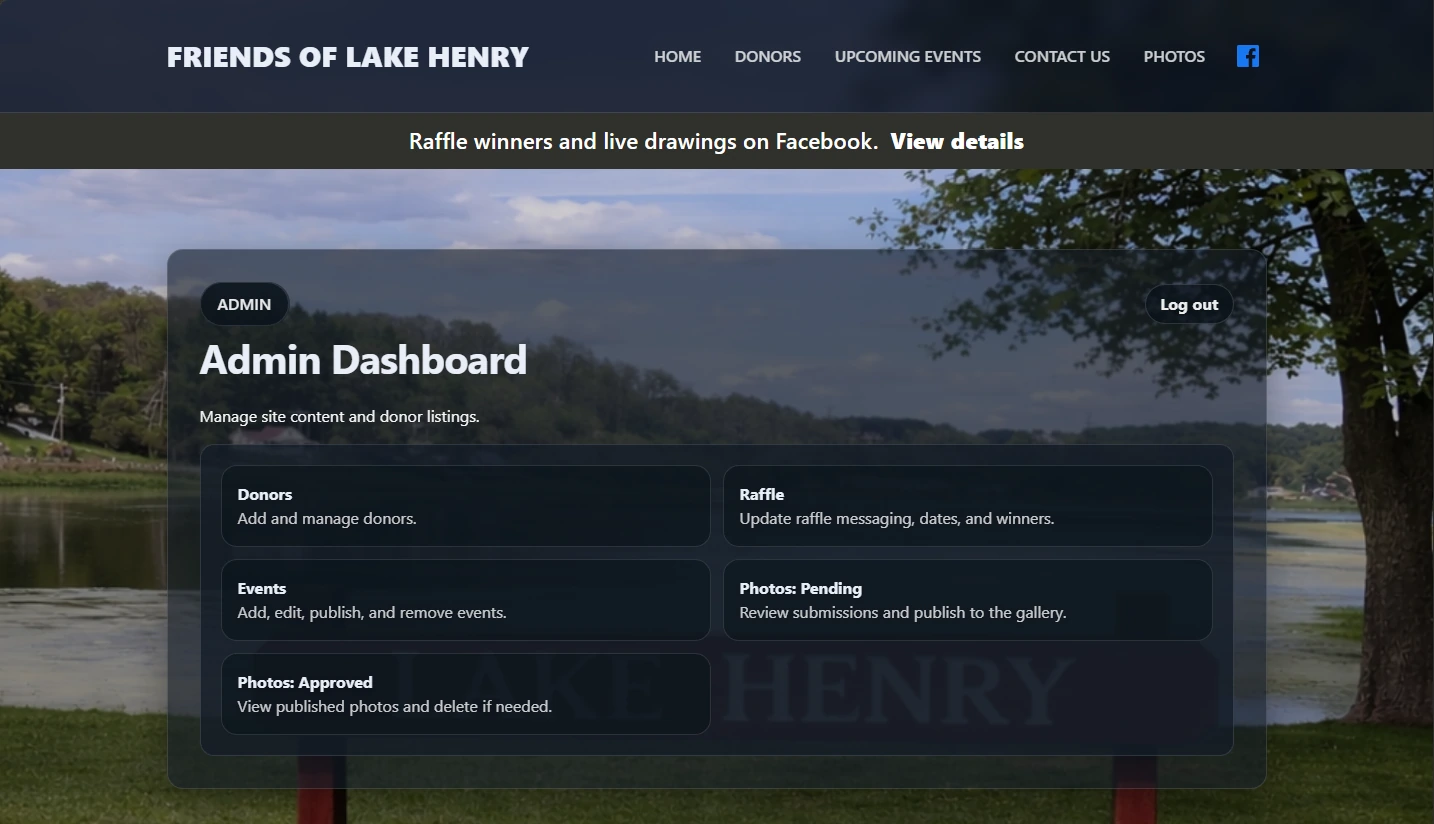 FRIENDS OF LAKE HENRY
HOME DONORS UPCOMING EVENTS CONTACT US PHOTOS
Raffle winners and live drawings on Facebook. View details
ADMIN
Log out
Admin Dashboard
Manage site content and donor listings.
Donors
Add and manage donors.
Raffle
Update raffle messaging, dates, and winners.
Events
Add, edit, publish, and remove events.
Photos: Pending
Review submissions and publish to the gallery.
Photos: Approved
View published photos and delete if needed.
LAKE HENRY